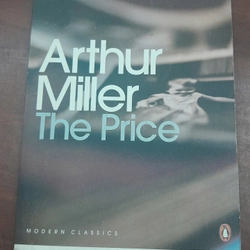 Arthur
Miller
The Price
MODERN CLASSICS